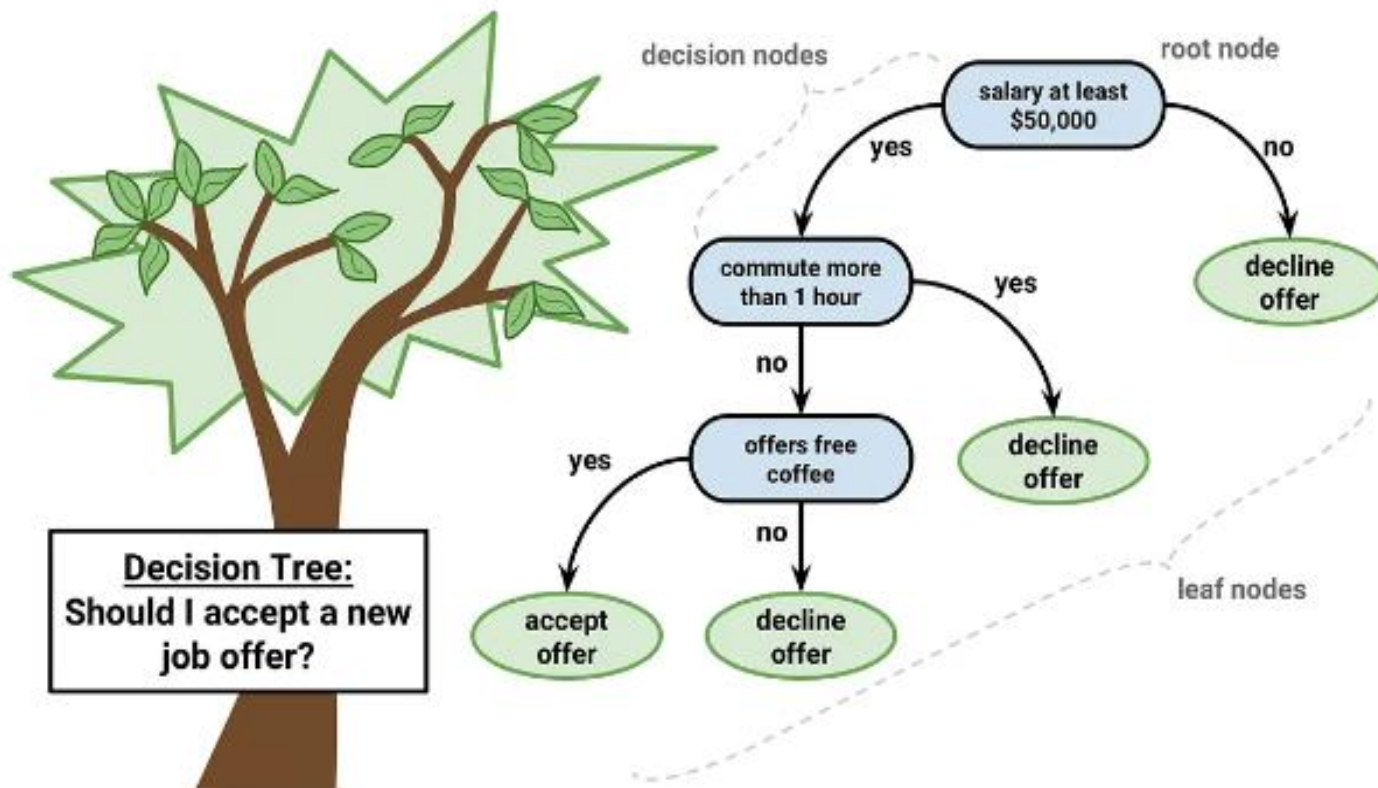 decision nodes
root node
salary at least
$50,000
yes
no
commute more
than 1 hour
decline
offer
yes
no
offers free
coffee
decline
offer
yes
no
Decision Tree:
Should I accept a new
job offer?
accept
offer
decline
offer
leaf nodes